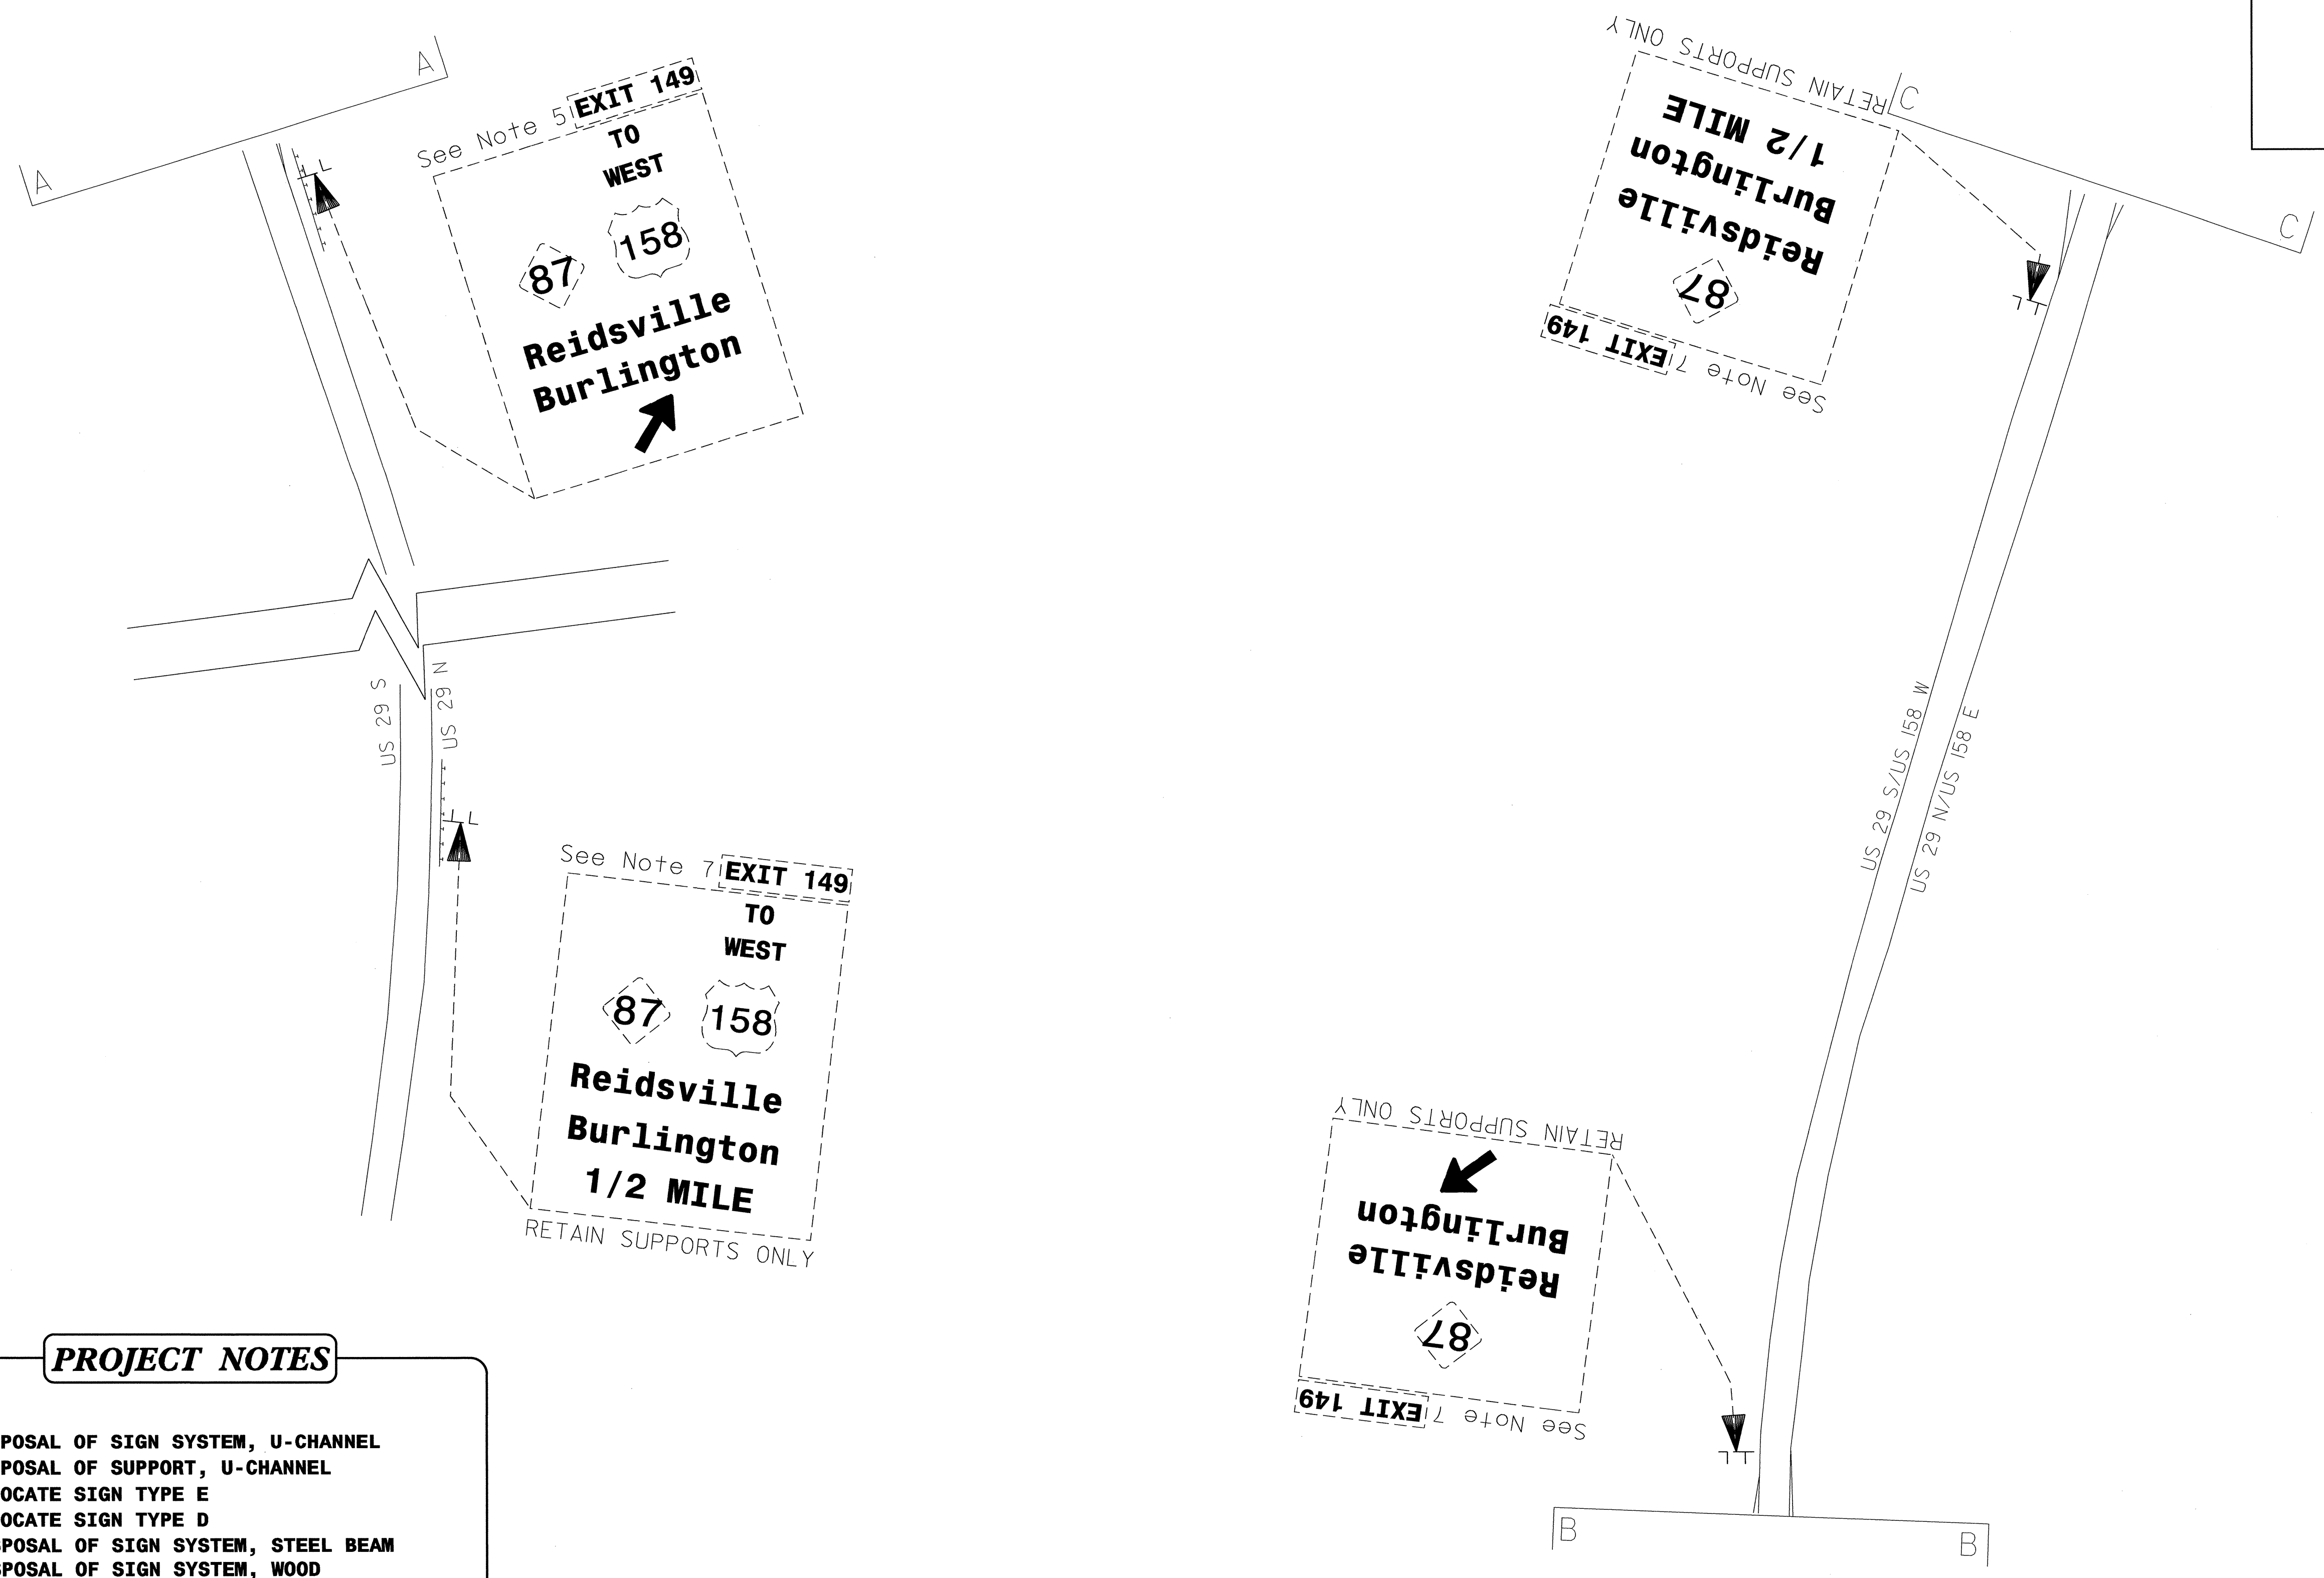 A
A
See Note 5
EXIT 149
TO
WEST
87
158
Reidsville
Burlington
US 29 S
US 29 N
See Note 7
EXIT 149
TO
WEST
87
158
Reidsville
Burlington
1/2 MILE
RETAIN SUPPORTS ONLY
C
C
See Note 7
EXIT 149
87
Reidsville
Burlington
1/2 MILE
RETAIN SUPPORTS ONLY
US 29 S/US 158 W
US 29 N/US 158 E
See Note 7
EXIT 149
87
Reidsville
Burlington
RETAIN SUPPORTS ONLY
B
B
PROJECT NOTES
POSAL OF SIGN SYSTEM, U-CHANNEL
POSAL OF SUPPORT, U-CHANNEL
OCATE SIGN TYPE E
OCATE SIGN TYPE D
POSAL OF SIGN SYSTEM, STEEL BEAM
POSAL OF SIGN SYSTEM, WOOD